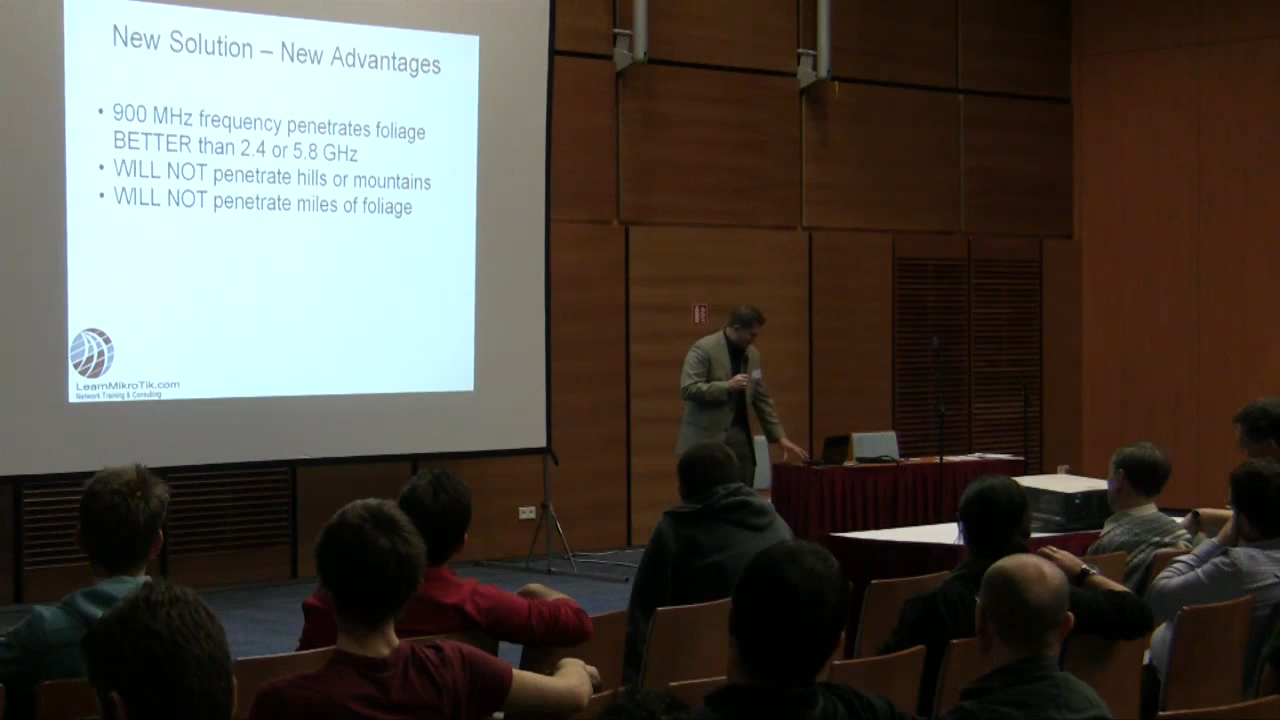 New Solution – New Advantages
• 900 MHz frequency penetrates foliage
BETTER than 2.4 or 5.8 GHz
• WILL NOT penetrate hills or mountains
• WILL NOT penetrate miles of foliage
LearnMikroTik.com
Network Training & Consulting